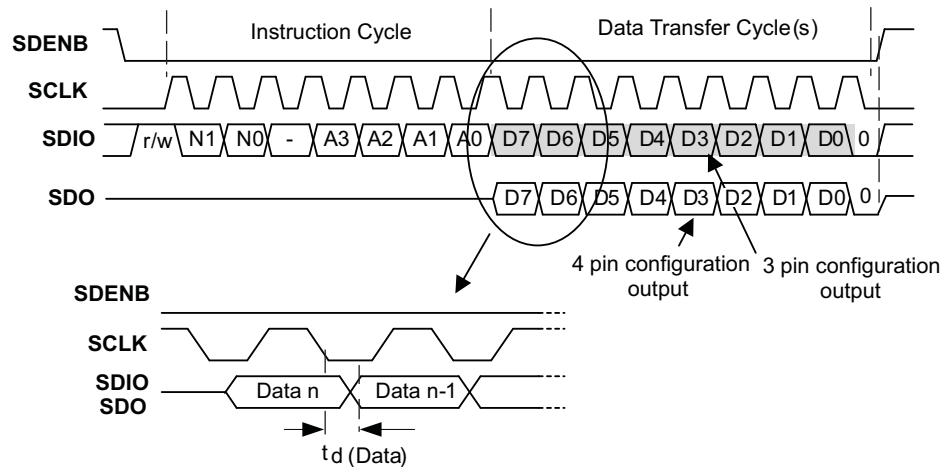 Instruction Cycle Data Transfer Cycle(s)
SDENB
SCLK
SDIO r/w N1 N0 - A3 A2 A1 A0 D7 D6 D5 D4 D3 D2 D1 D0 0
SDO D7 D6 D5 D4 D3 D2 D1 D0 0
4 pin configuration output
3 pin configuration output
SDENB
SCLK
SDIO
SDO
Data n Data n-1
td (Data)